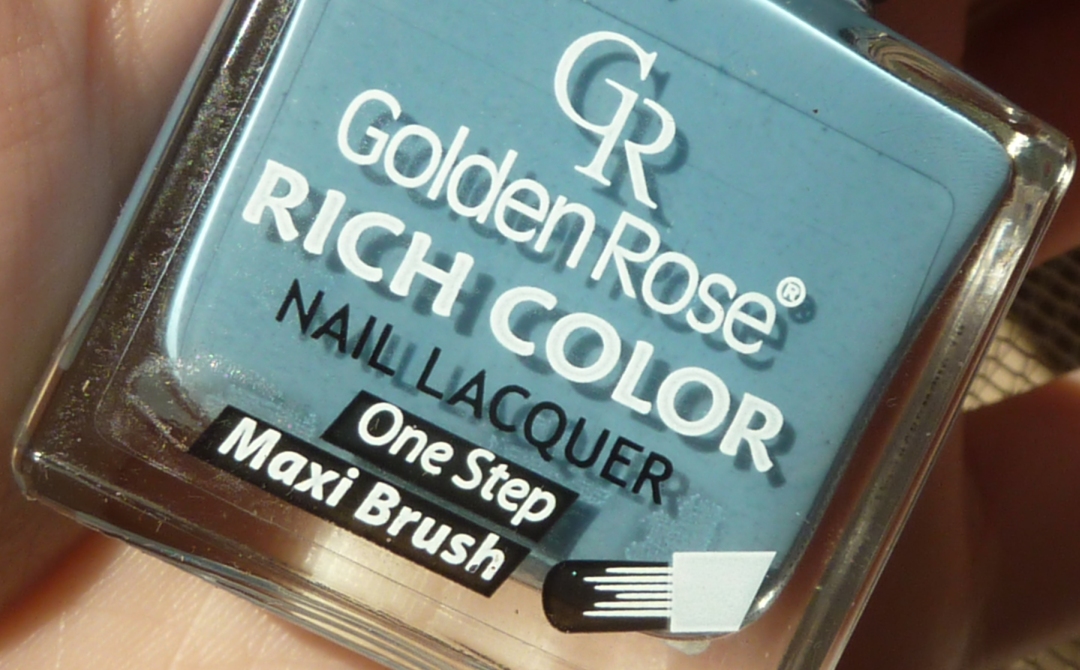 GR
Golden Rose®
RICH COLOR
NAIL LACQUER
One Step
Maxi Brush